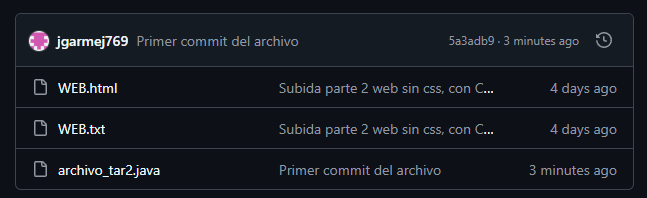 jgarmej769 Primer commit del archivo 5a3adb9 · 3 minutes ago
WEB.html Subida parte 2 web sin css, con C... 4 days ago
WEB.txt Subida parte 2 web sin css, con C... 4 days ago
archivo_tar2.java Primer commit del archivo 3 minutes ago